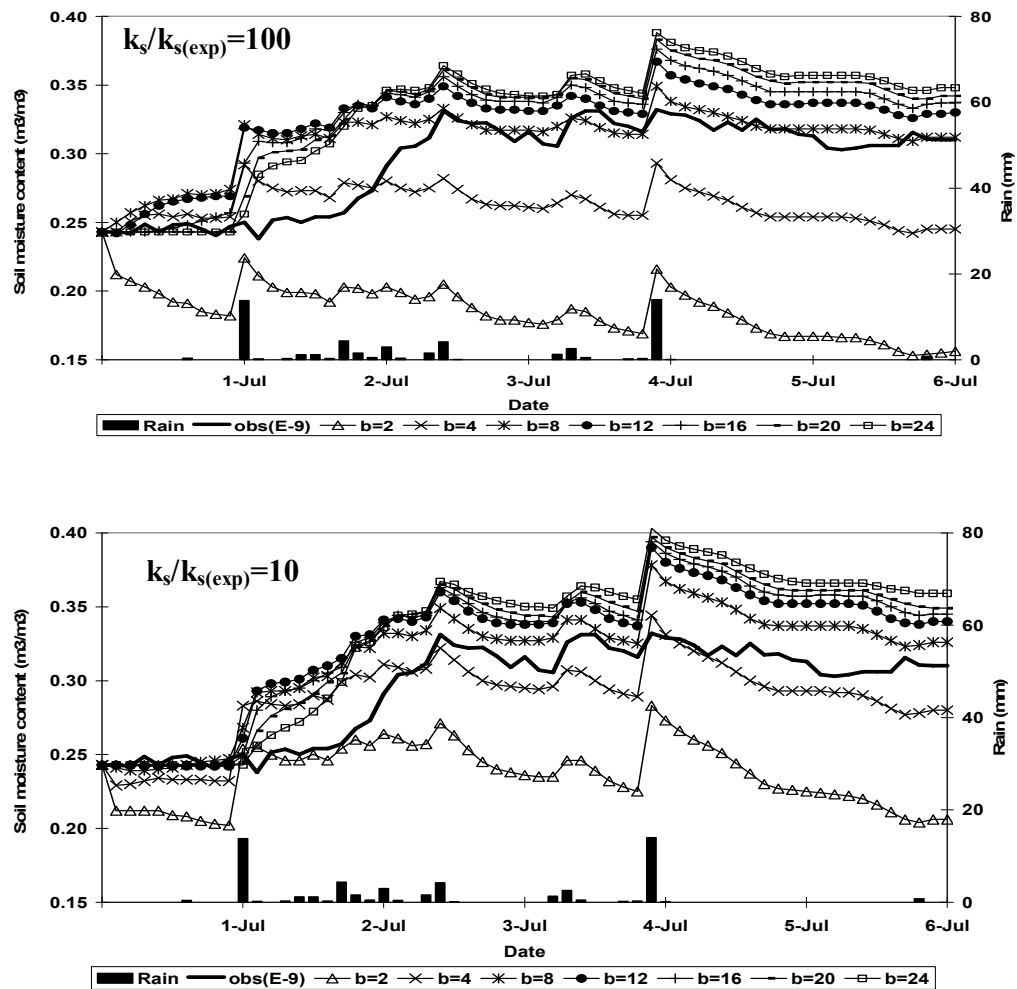 0.40
80
ks/ks(exp)=100
0.35
60
0.30
40
0.25
20
0.20
0.15
0
Soil moisture content (m3/m3)
Rain (mm)
1-Jul 2-Jul 3-Jul 4-Jul 5-Jul 6-Jul
Date
Rain obs(E-9) b=2 b=4 b=8 b=12 b=16 b=20 b=24
0.40
80
ks/ks(exp)=10
0.35
60
0.30
40
0.25
20
0.20
0.15
0
Soil moisture content (m3/m3)
Rain (mm)
1-Jul 2-Jul 3-Jul 4-Jul 5-Jul 6-Jul
Date
Rain obs(E-9) b=2 b=4 b=8 b=12 b=16 b=20 b=24